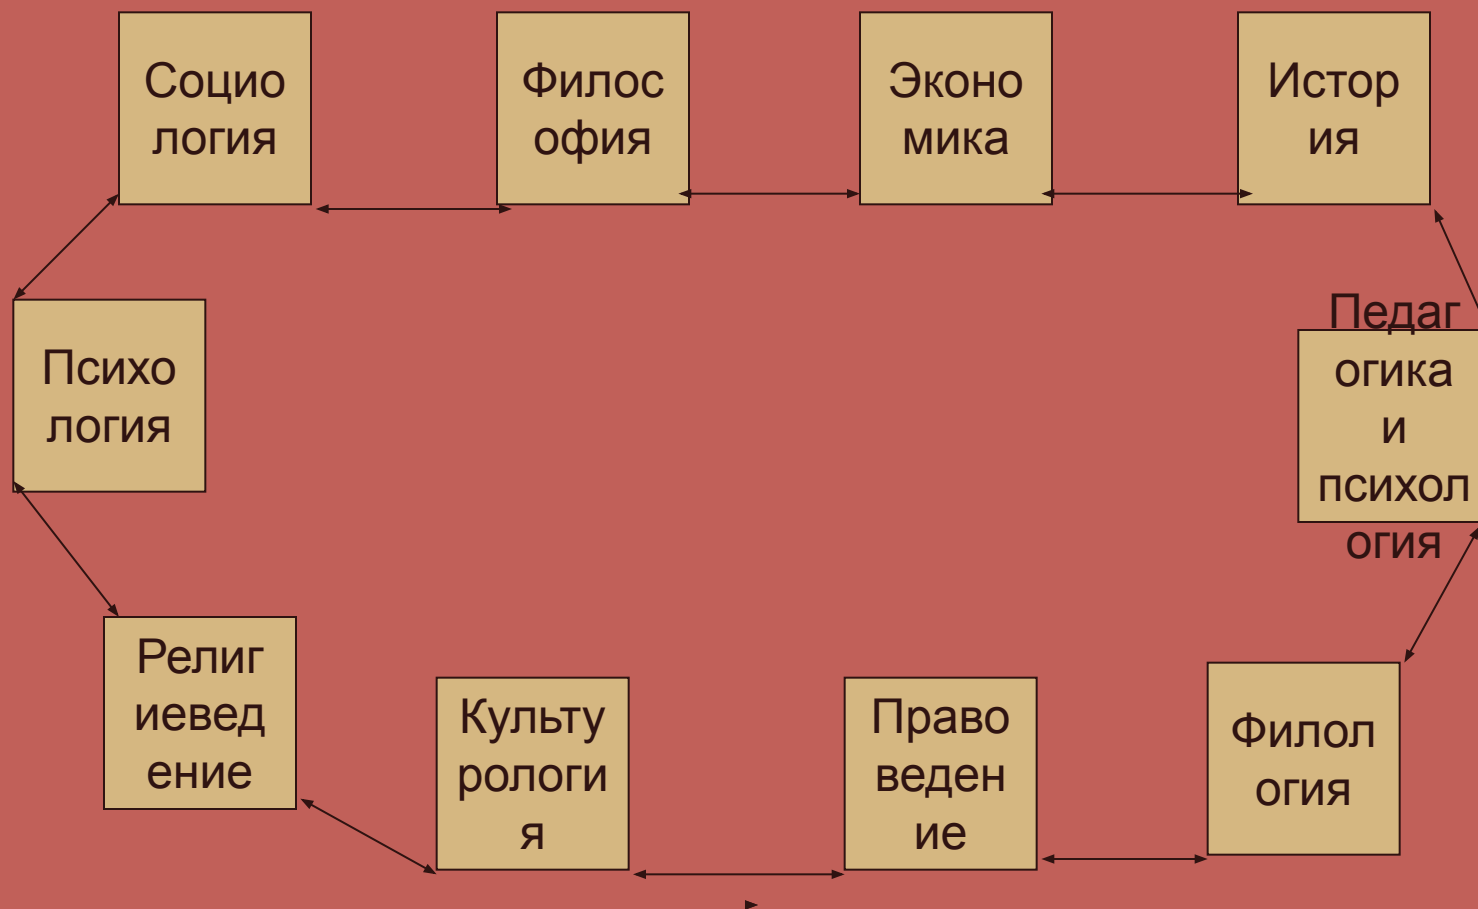 Социо
логия
Филос
офия
Эконо
мика
Истор
ия
Психо
логия
Педаг
огика
и
психол
огия
Религ
иевед
ение
Культу
рологи
я
Право
веден
ие
Филол
огия